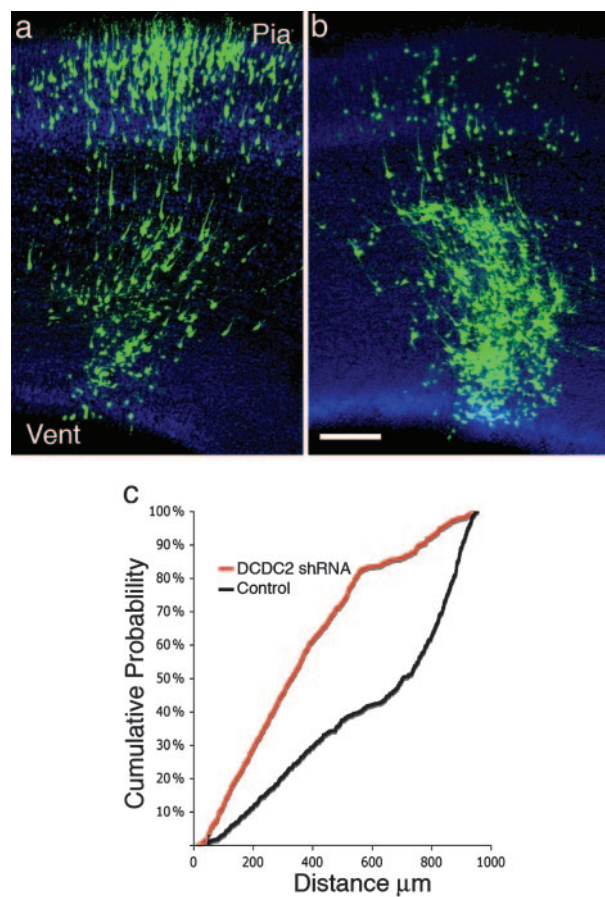 a
Pia
b
Vent
c
100%
90%
80%
70%
60%
50%
40%
30%
20%
10%
DCDC2 shRNA
Control
Cumulative Probablility
0
200
400
600
800
1000
Distance μm